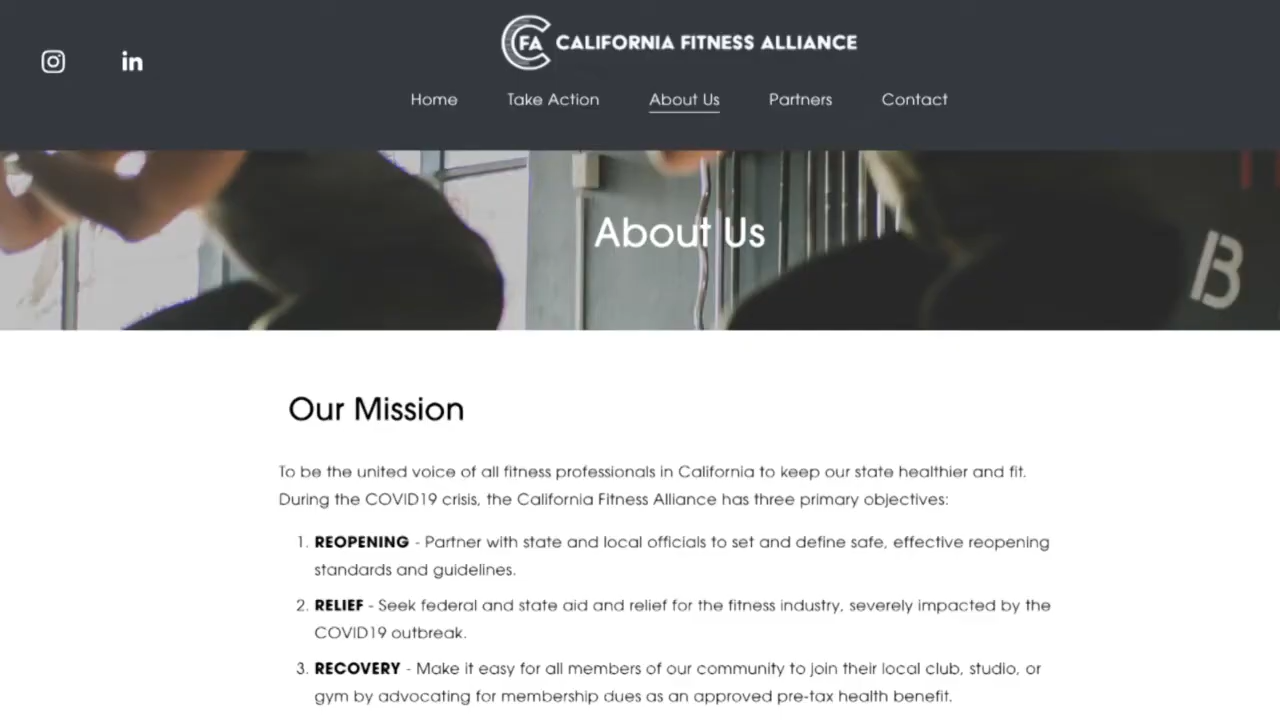 CFA CALIFORNIA FITNESS ALLIANCE
in
Home Take Action About Us Partners Contact
About Us
B
Our Mission
To be the united voice of all fitness professionals in California to keep our state healthier and fit.
During the COVID19 crisis, the California Fitness Alliance has three primary objectives:
1. REOPENING - Partner with state and local officials to set and define safe, effective reopening
standards and guidelines.
2. RELIEF - Seek federal and state aid and relief for the fitness industry, severely impacted by the
COVID19 outbreak.
3. RECOVERY - Make it easy for all members of our community to join their local club, studio, or
gym by advocating for membership dues as an approved pre-tax health benefit.